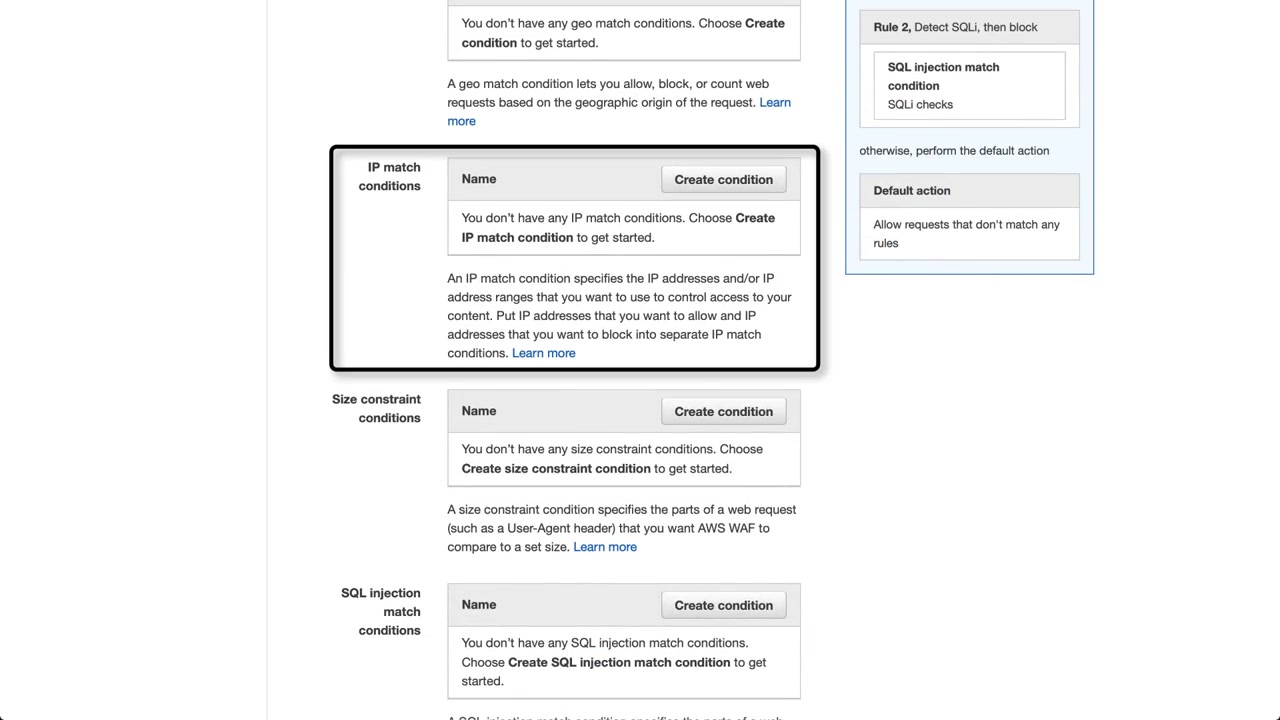 You don't have any geo match conditions. Choose Create
condition to get started.
A geo match condition lets you allow, block, or count web
requests based on the geographic origin of the request. Learn
more
IP match
conditions
Name
Create condition
You don't have any IP match conditions. Choose Create
IP match condition to get started.
An IP match condition specifies the IP addresses and/or IP
address ranges that you want to use to control access to your
content. Put IP addresses that you want to allow and IP
addresses that you want to block into separate IP match
conditions. Learn more
Size constraint
conditions
Name
Create condition
You don't have any size constraint conditions. Choose
Create size constraint condition to get started.
A size constraint condition specifies the parts of a web request
(such as a User-Agent header) that you want AWS WAF to
compare to a set size. Learn more
SQL injection
match
conditions
Name
Create condition
You don't have any SQL injection match conditions.
Choose Create SQL injection match condition to get
started.
A SQL injection match condition specifies the parts of a web
Rule 2, Detect SQLi, then block
SQL injection match
condition
SQLi checks
otherwise, perform the default action
Default action
Allow requests that don't match any
rules